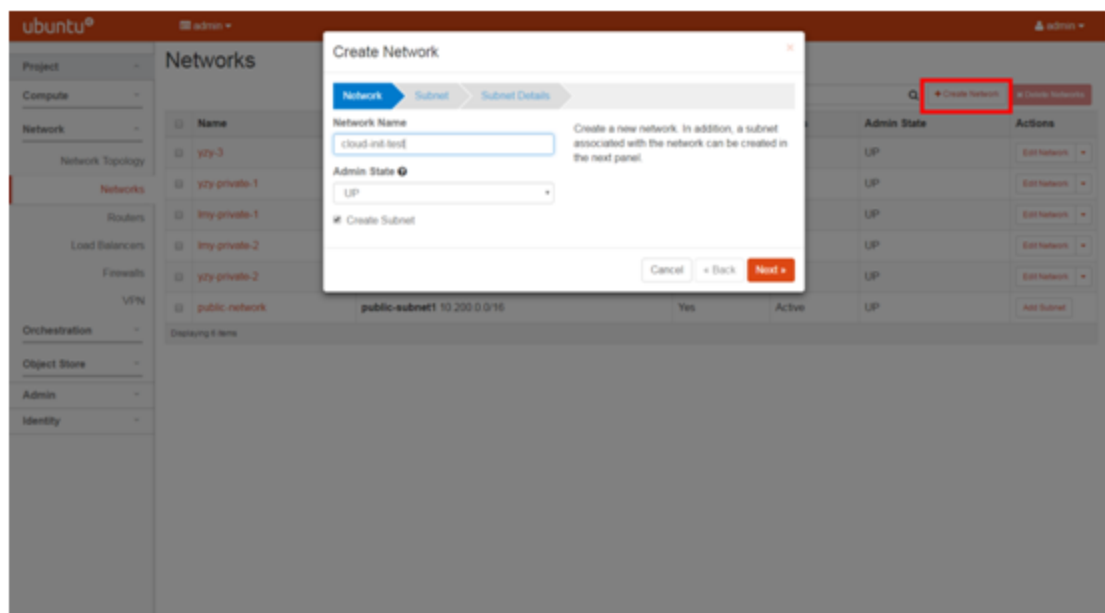 ubuntu®
admin
admin
Project
Compute
Network
Network Topology
Networks
Routers
Load Balancers
Firewalls
VPN
Orchestration
Object Store
Admin
Identity
Networks
+ Create Network
× Delete Networks
Name
Admin State
Actions
yzy-3
UP
Edit Network
yzy-private-1
UP
Edit Network
lmy-private-1
UP
Edit Network
lmy-private-2
UP
Edit Network
yzy-private-2
UP
Edit Network
public-network
public-subnet1 10.200.0.0/16
Yes
Active
UP
Add Subnet
Displaying 6 items
Create Network
×
Network
Subnet
Subnet Details
Network Name
cloud-init-test
Admin State
UP
Create Subnet
Create a new network. In addition, a subnet
associated with the network can be created in
the next panel.
Cancel
« Back
Next »